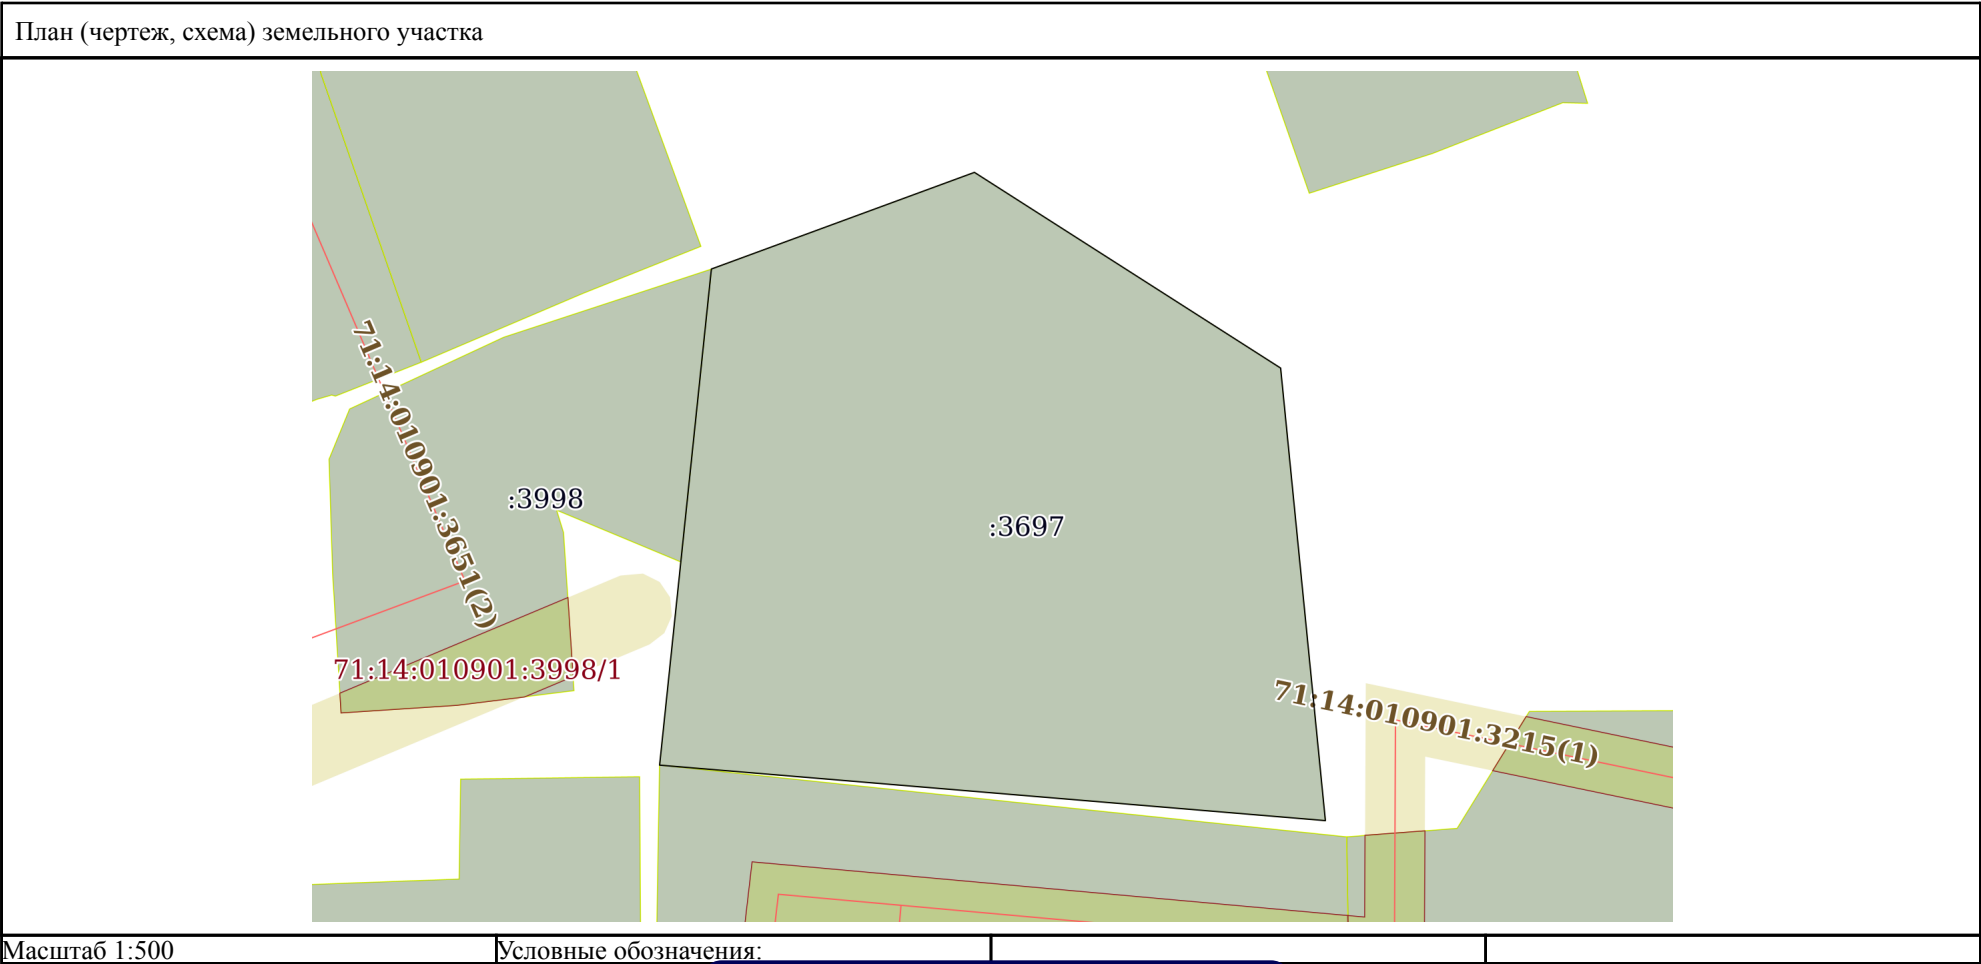 План (чертеж, схема) земельного участка
71:14:010901:3651(2)
:3998
:3697
71:14:010901:3998/1
71:14:010901:3215(1)
Масштаб 1:500
Условные обозначения: